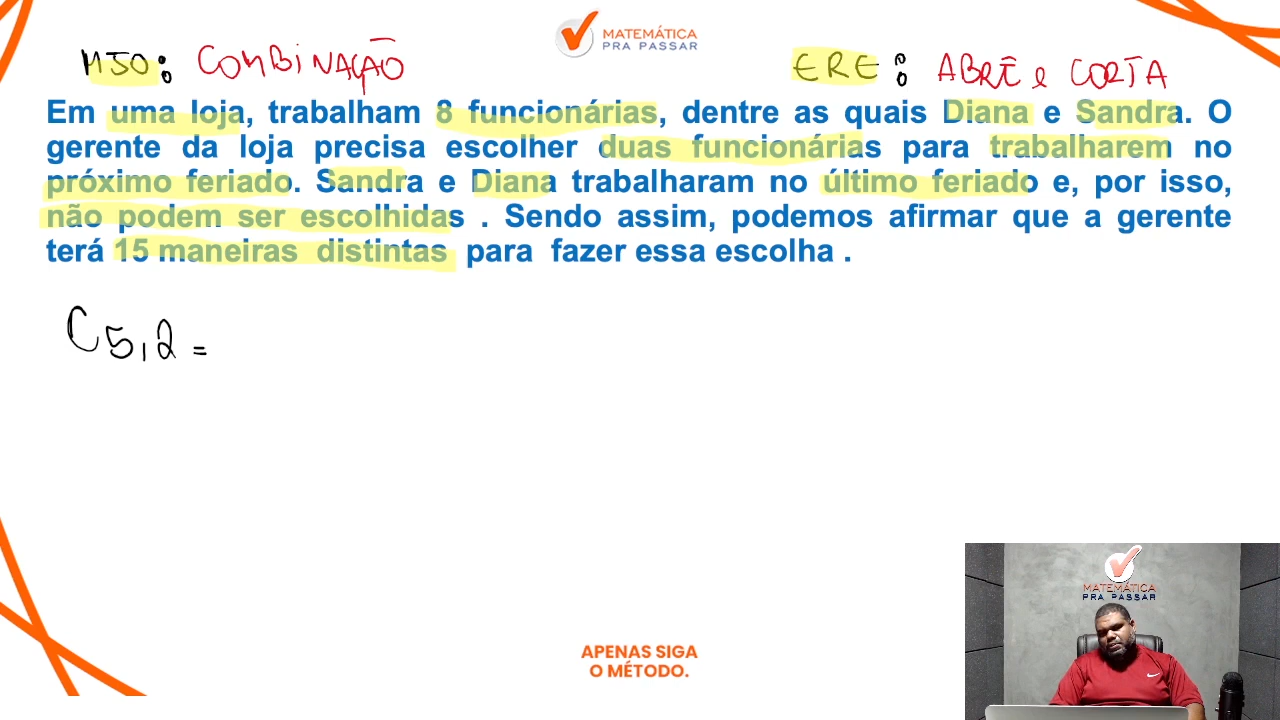 MATEMÁTICA
PRA PASSAR
MJO: COMBINAÇÃO
ERE: ABRE e CORTA
Em uma loja, trabalham 8 funcionárias, dentre as quais Diana e Sandra. O
gerente da loja precisa escolher duas funcionárias para trabalharem no
próximo feriado. Sandra e Diana trabalharam no último feriado e, por isso,
não podem ser escolhidas . Sendo assim, podemos afirmar que a gerente
terá 15 maneiras distintas para fazer essa escolha .
C5,2 =
MATEMÁTICA
PRA PASSAR
APENAS SIGA
O MÉTODO.